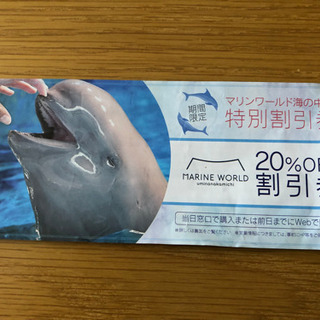 期間
限定
マリンワールド海の中
特別割引券
MARINE WORLD
uminonakamichi
20%OF
割引券
当日窓口で購入または前日までにWebで